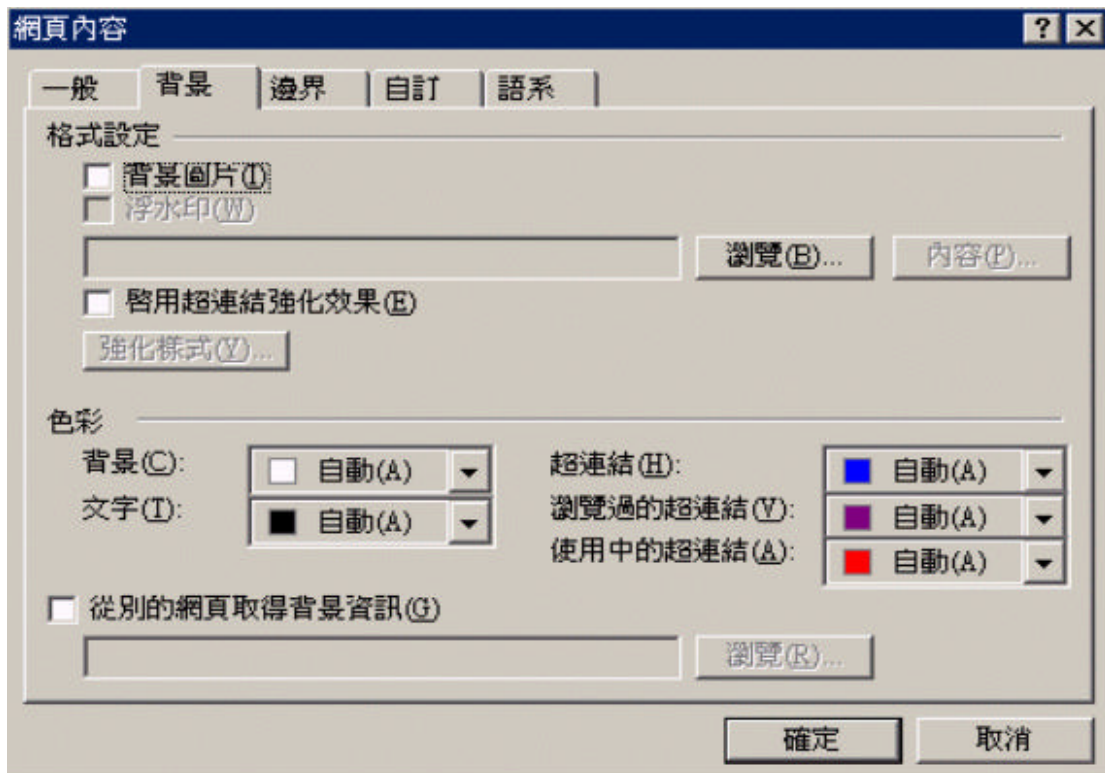 網頁內容
一般 背景 邊界 自訂 語系
格式設定
背景圖片(I)
浮水印(W)
瀏覽(B)... 內容(P)...
啓用超連結強化效果(E)
強化樣式(Y)...
色彩
背景(C): 自動(A) 超連結(H): 自動(A)
文字(T): 自動(A) 瀏覽過的超連結(V): 自動(A)
使用中的超連結(A): 自動(A)
從別的網頁取得背景資訊(G)
瀏覽(R)...
確定 取消